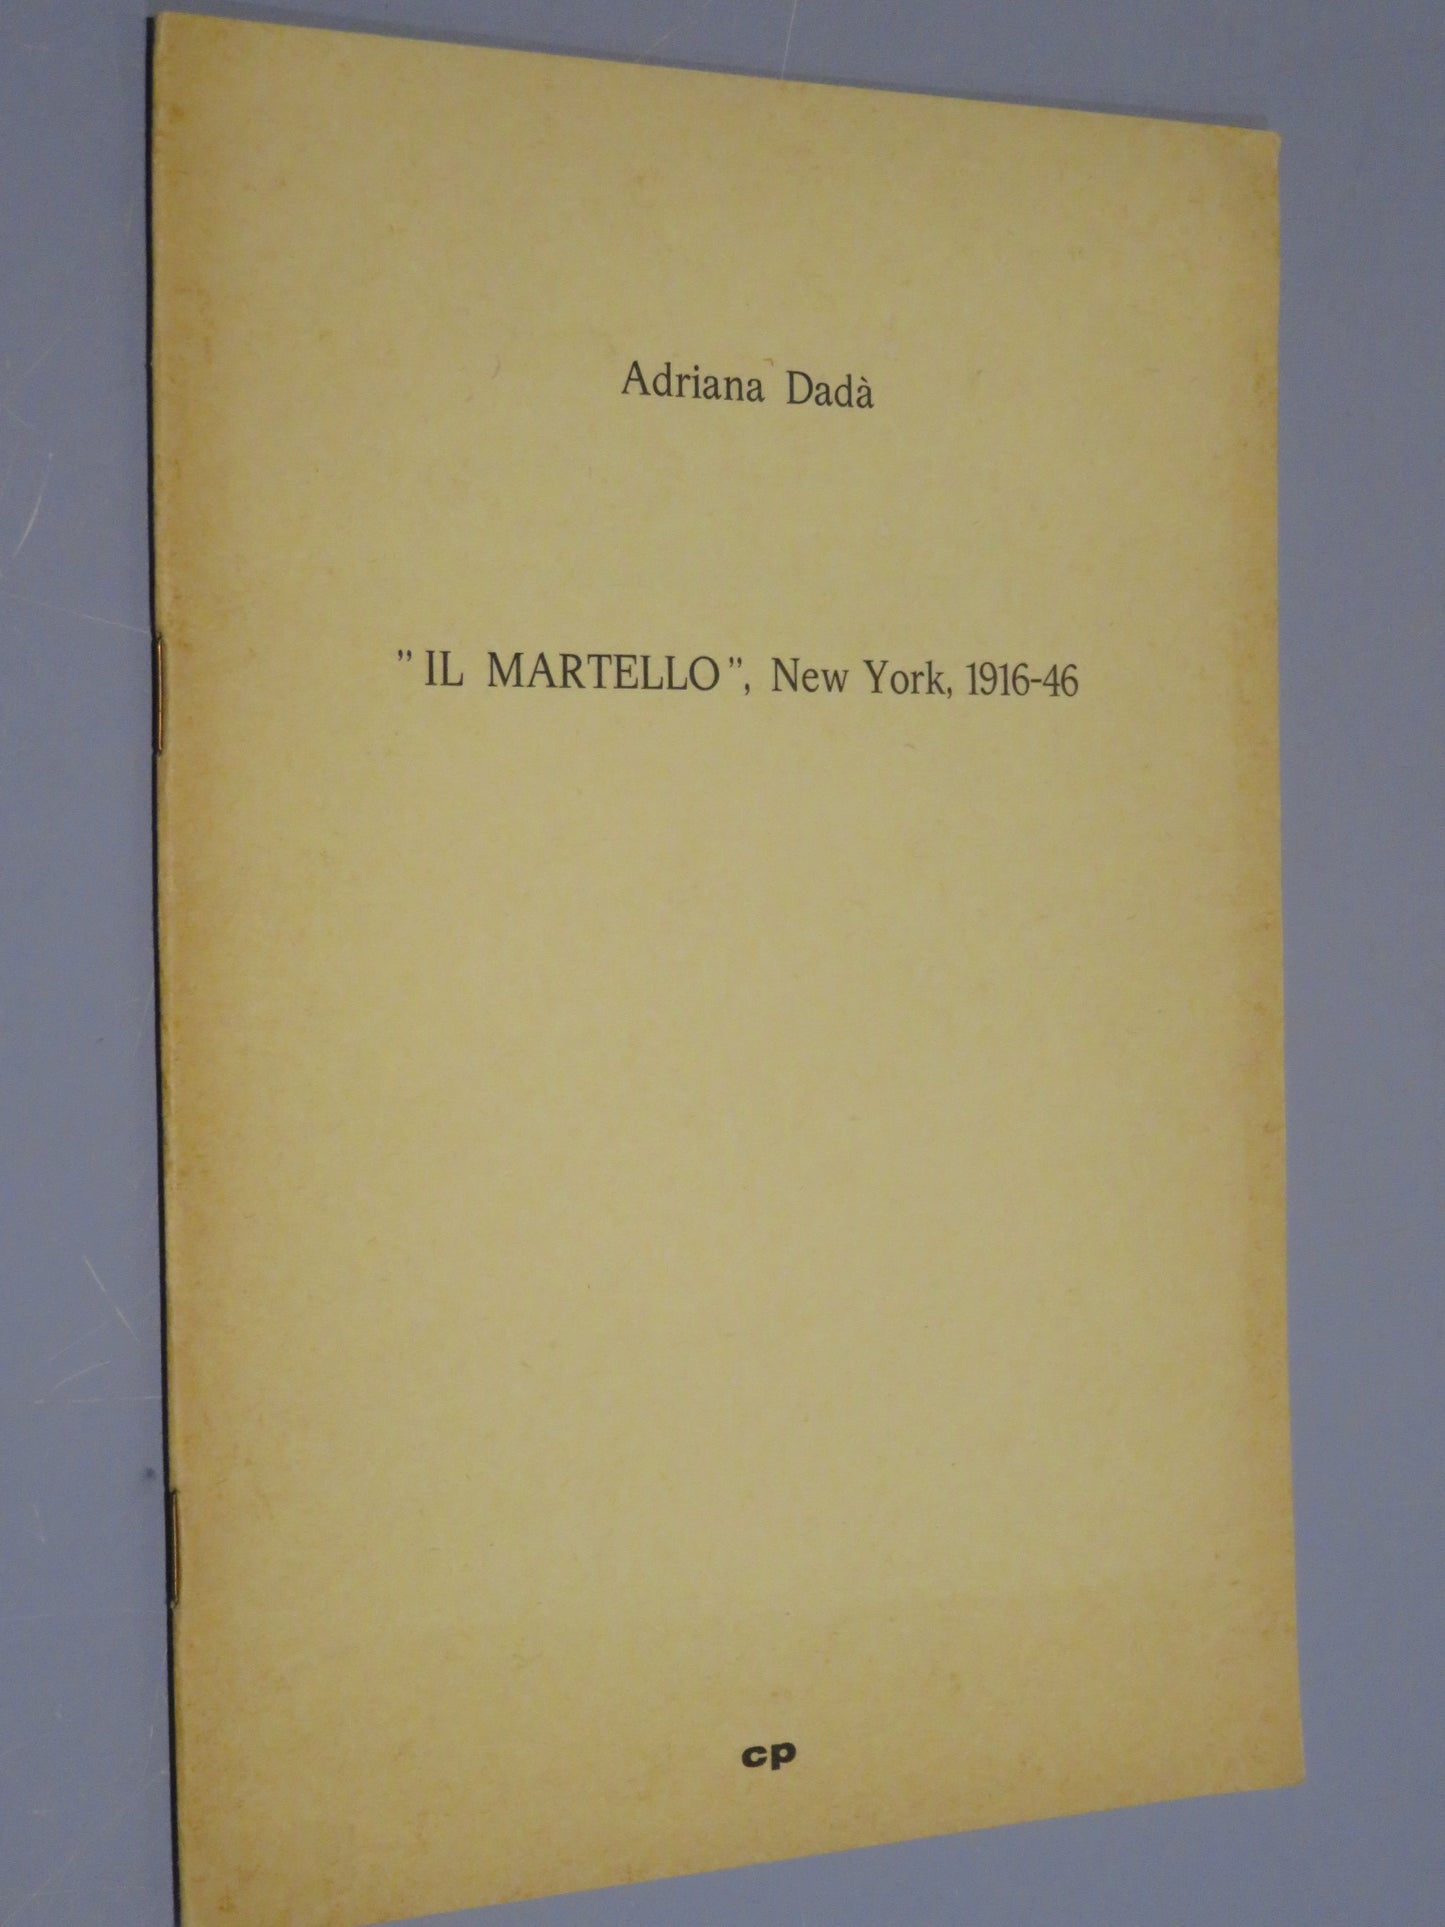 Adriana Dadà
”IL MARTELLO”, New York, 1916-46
cp